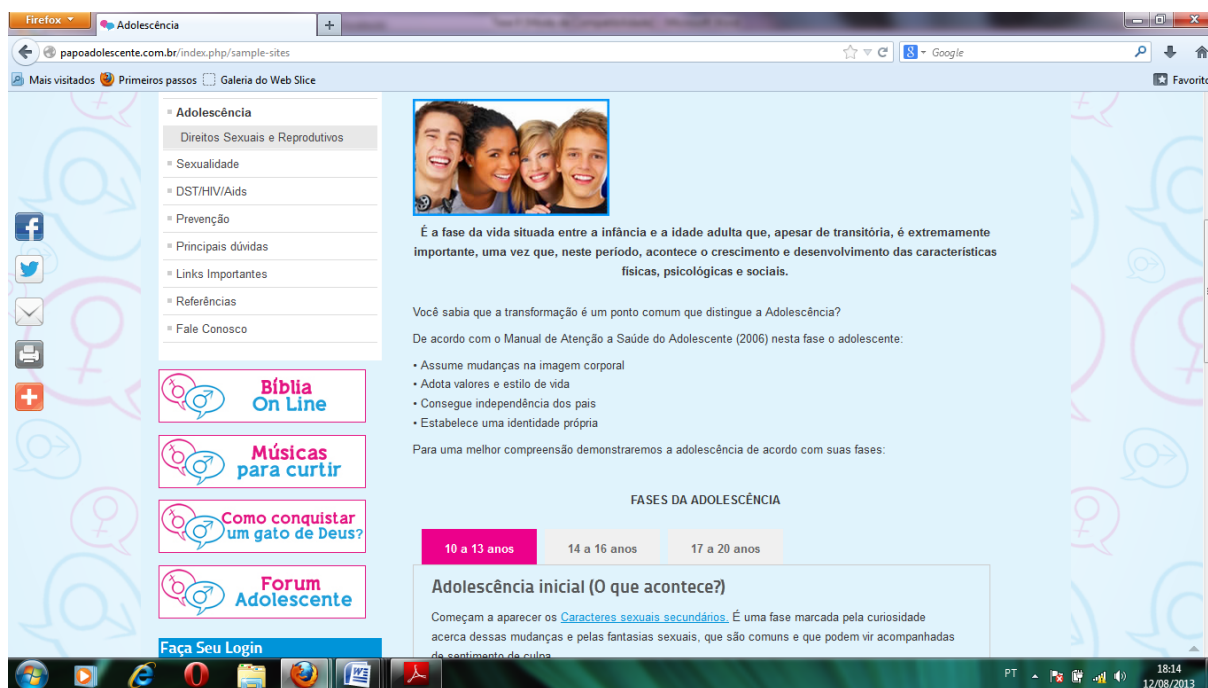 Firefox
Adolescência
papoadolescente.com.br/index.php/sample-sites
Google
Mais visitados
Primeiros passos
Galeria do Web Slice
Favorito
Adolescência
Direitos Sexuais e Reprodutivos
Sexualidade
DST/HIV/Aids
Prevenção
Principais dúvidas
Links Importantes
Referências
Fale Conosco
Bíblia
On Line
Músicas
para curtir
Como conquistar
um gato de Deus?
Forum
Adolescente
Faça Seu Login
É a fase da vida situada entre a infância e a idade adulta que, apesar de transitória, é extremamente
importante, uma vez que, neste período, acontece o crescimento e desenvolvimento das características
físicas, psicológicas e sociais.
Você sabia que a transformação é um ponto comum que distingue a Adolescência?
De acordo com o Manual de Atenção a Saúde do Adolescente (2006) nesta fase o adolescente:
• Assume mudanças na imagem corporal
• Adota valores e estilo de vida
• Consegue independência dos pais
• Estabelece uma identidade própria
Para uma melhor compreensão demonstraremos a adolescência de acordo com suas fases:
FASES DA ADOLESCÊNCIA
10 a 13 anos
14 a 16 anos
17 a 20 anos
Adolescência inicial (O que acontece?)
Começam a aparecer os Caracteres sexuais secundários. É uma fase marcada pela curiosidade
acerca dessas mudanças e pelas fantasias sexuais, que são comuns e que podem vir acompanhadas
de sentimento de culpa
PT
18:14
12/08/2013